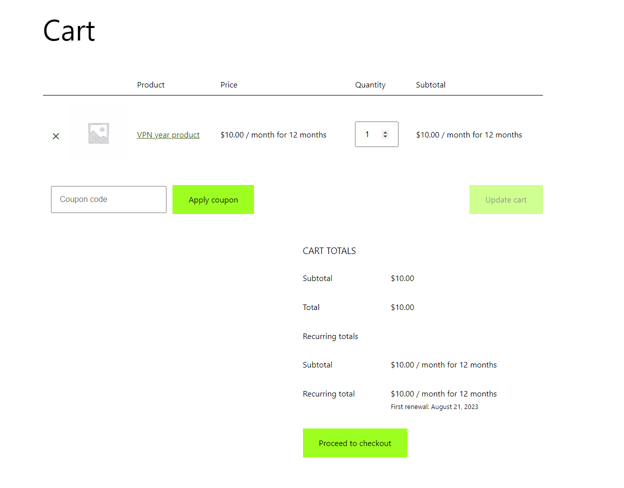 Cart
Product Price Quantity Subtotal
× VPN year product $10.00 / month for 12 months 1 $10.00 / month for 12 months
Coupon code Apply coupon Update cart
CART TOTALS
Subtotal $10.00
Total $10.00
Recurring totals
Subtotal $10.00 / month for 12 months
Recurring total $10.00 / month for 12 months
First renewal: August 21, 2023
Proceed to checkout